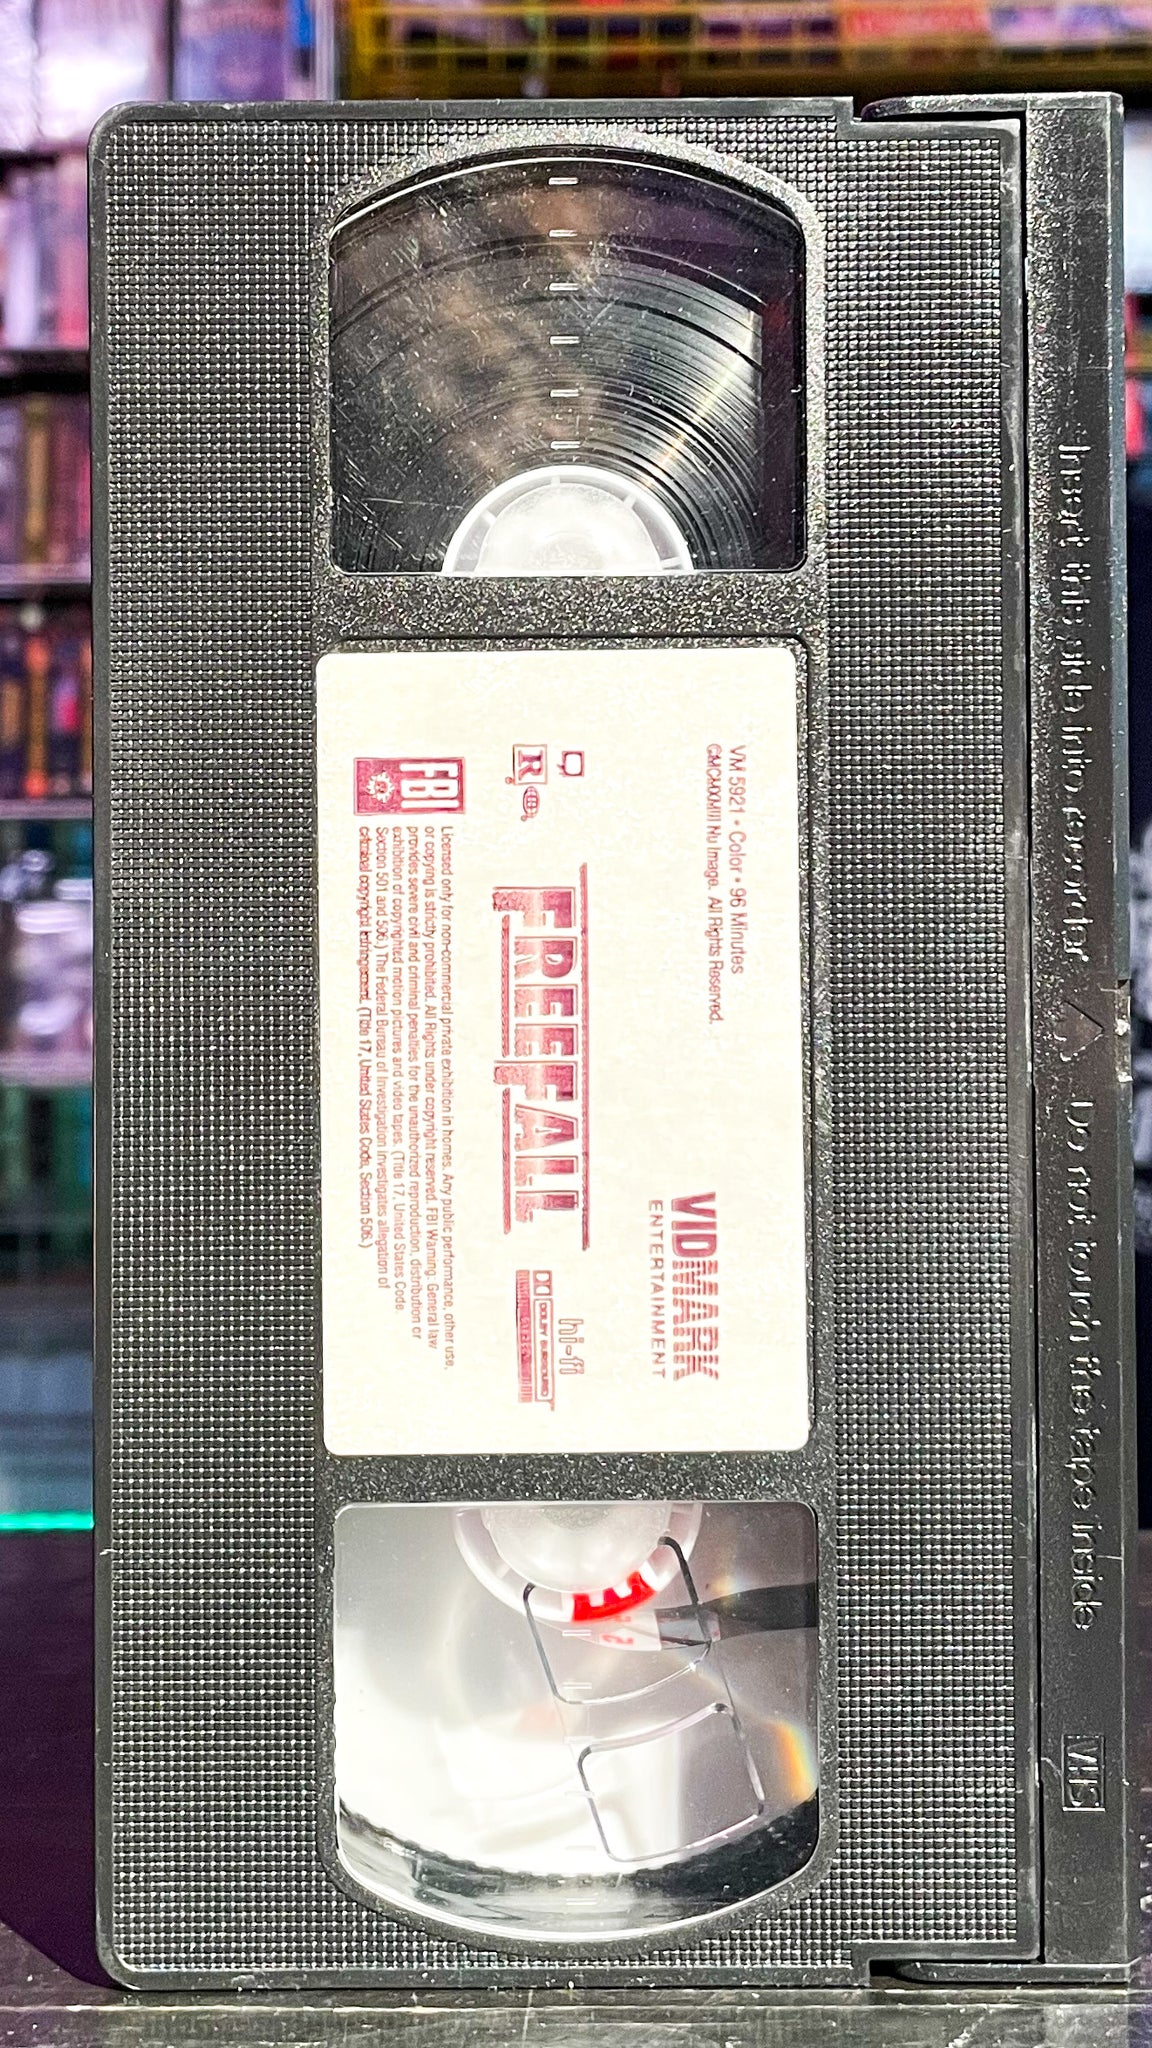 Insert this side into recorder △ Do not touch the tape inside VHS
VM 5921 • Color • 96 Minutes
©MCMXMIII Nu Image. All Rights Reserved.
VIDMARK
ENTERTAINMENT
R
FREEFALL
hi-fi
DOLBY SURROUND
FBI
Licensed only for non-commercial private exhibition in homes. Any public performance, other use,
or copying is strictly prohibited. All Rights under copyright reserved. FBI Warning: General law
provides severe civil and criminal penalties for the unauthorized reproduction, distribution or
exhibition of copyrighted motion pictures and video tapes. (Title 17, United States Code,
Section 501 and 506.) The Federal Bureau of Investigation investigates allegation of
criminal copyright infringement. (Title 17, United States Code, Section 506.)